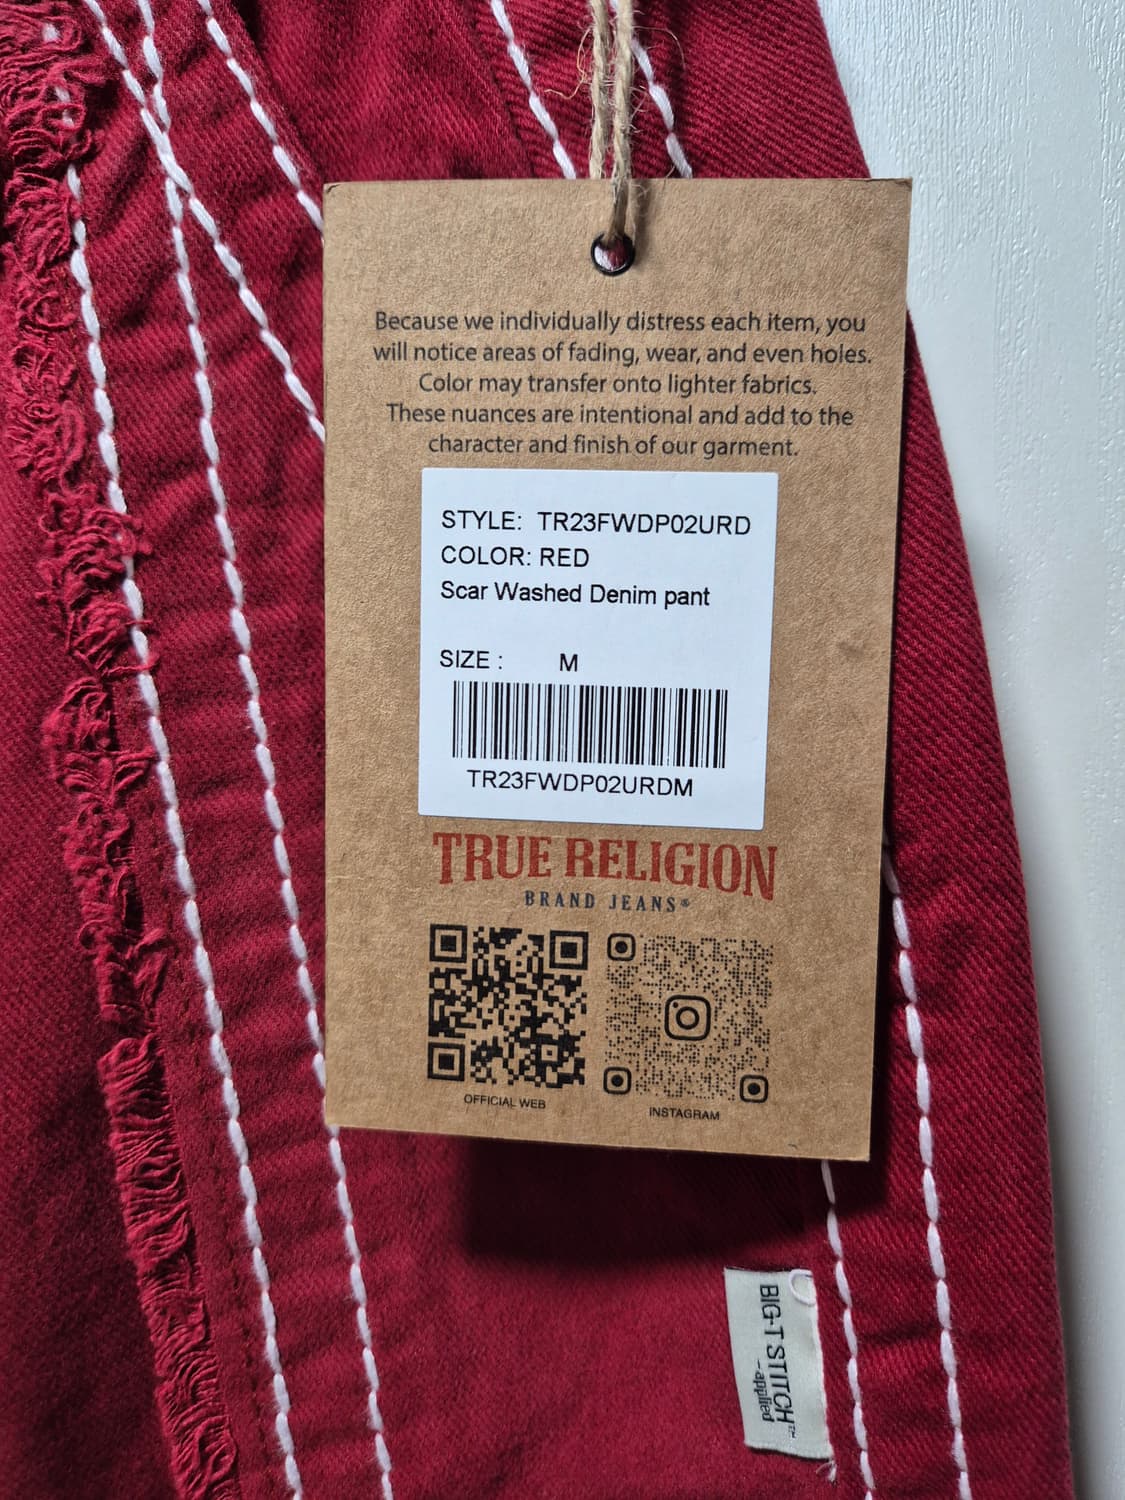 Because we individually distress each item, you
will notice areas of fading, wear, and even holes.
Color may transfer onto lighter fabrics.
These nuances are intentional and add to the
character and finish of our garment.
STYLE: TR23FWDP02URD
COLOR: RED
Scar Washed Denim pant
SIZE : M
TR23FWDP02URDM
TRUE RELIGION
BRAND JEANS®
OFFICIAL WEB
INSTAGRAM
BIG-T STITCH™
-applied